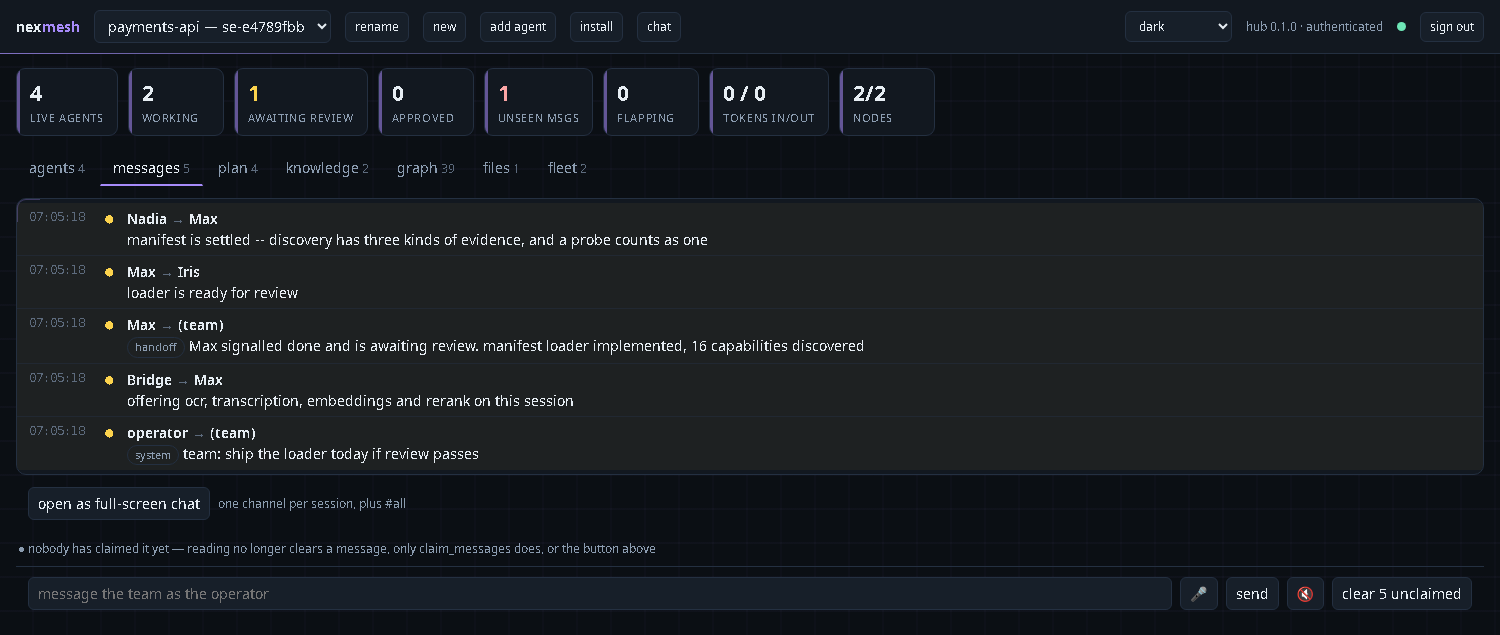 nexmesh payments-api — se-e4789fbb rename new add agent install chat dark hub 0.1.0 · authenticated sign out
4 2 1 0 1 0 0 / 0 2/2
LIVE AGENTS WORKING AWAITING REVIEW APPROVED UNSEEN MSGS FLAPPING TOKENS IN/OUT NODES
agents 4 messages 5 plan 4 knowledge 2 graph 39 files 1 fleet 2
07:05:18 Nadia → Max
manifest is settled -- discovery has three kinds of evidence, and a probe counts as one
07:05:18 Max → Iris
loader is ready for review
07:05:18 Max → (team)
handoff Max signalled done and is awaiting review. manifest loader implemented, 16 capabilities discovered
07:05:18 Bridge → Max
offering ocr, transcription, embeddings and rerank on this session
07:05:18 operator → (team)
system team: ship the loader today if review passes
open as full-screen chat one channel per session, plus #all
● nobody has claimed it yet — reading no longer clears a message, only claim_messages does, or the button above
message the team as the operator send clear 5 unclaimed